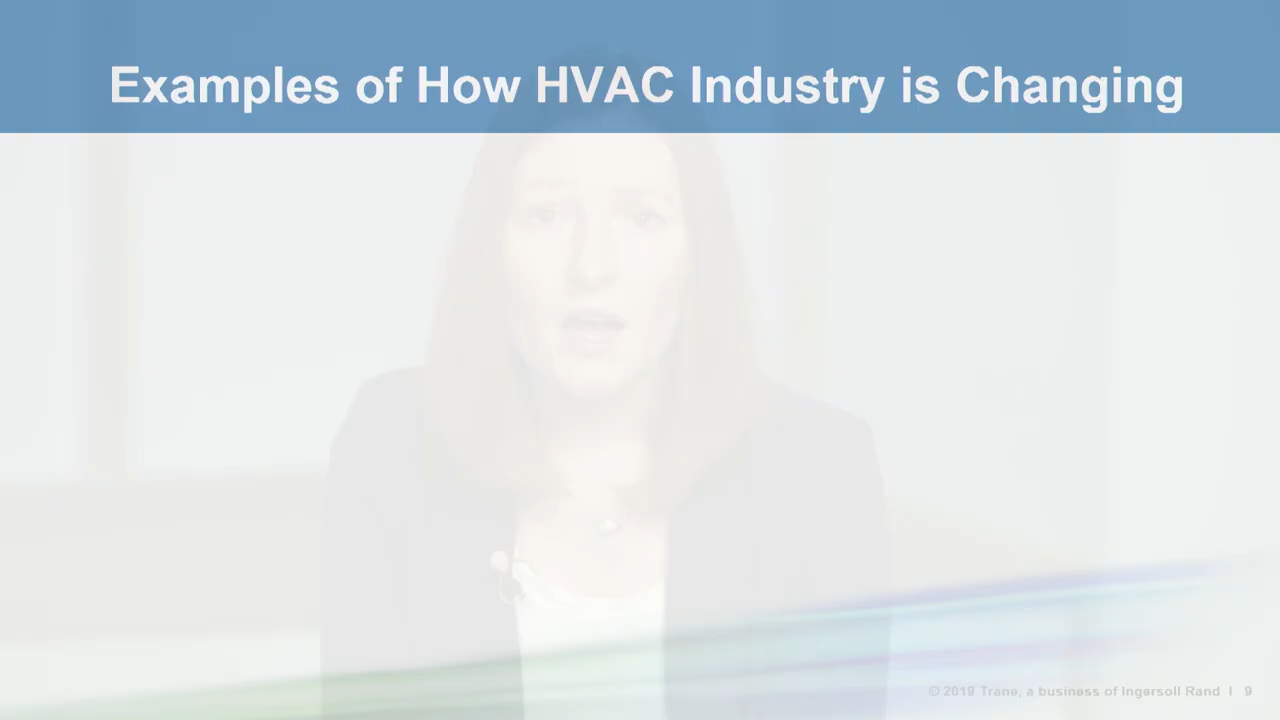 Examples of How HVAC Industry is Changing
© 2019 Trane, a business of Ingersoll Rand | 9